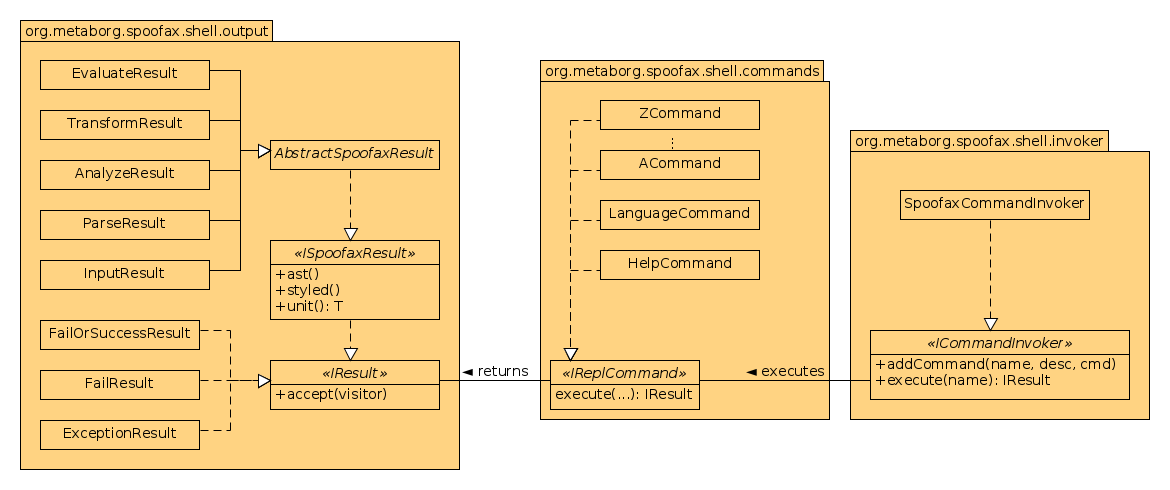 org.metaborg.spoofax.shell.output
EvaluateResult
TransformResult
AnalyzeResult
ParseResult
InputResult
AbstractSpoofaxResult
«ISpoofaxResult»
+ast()
+styled()
+unit(): T
FailOrSuccessResult
FailResult
ExceptionResult
«IResult»
+accept(visitor)
◄ returns
org.metaborg.spoofax.shell.commands
ZCommand
ACommand
LanguageCommand
HelpCommand
«IReplCommand»
execute(...): IResult
◄ executes
org.metaborg.spoofax.shell.invoker
SpoofaxCommandInvoker
«ICommandInvoker»
+addCommand(name, desc, cmd)
+execute(name): IResult